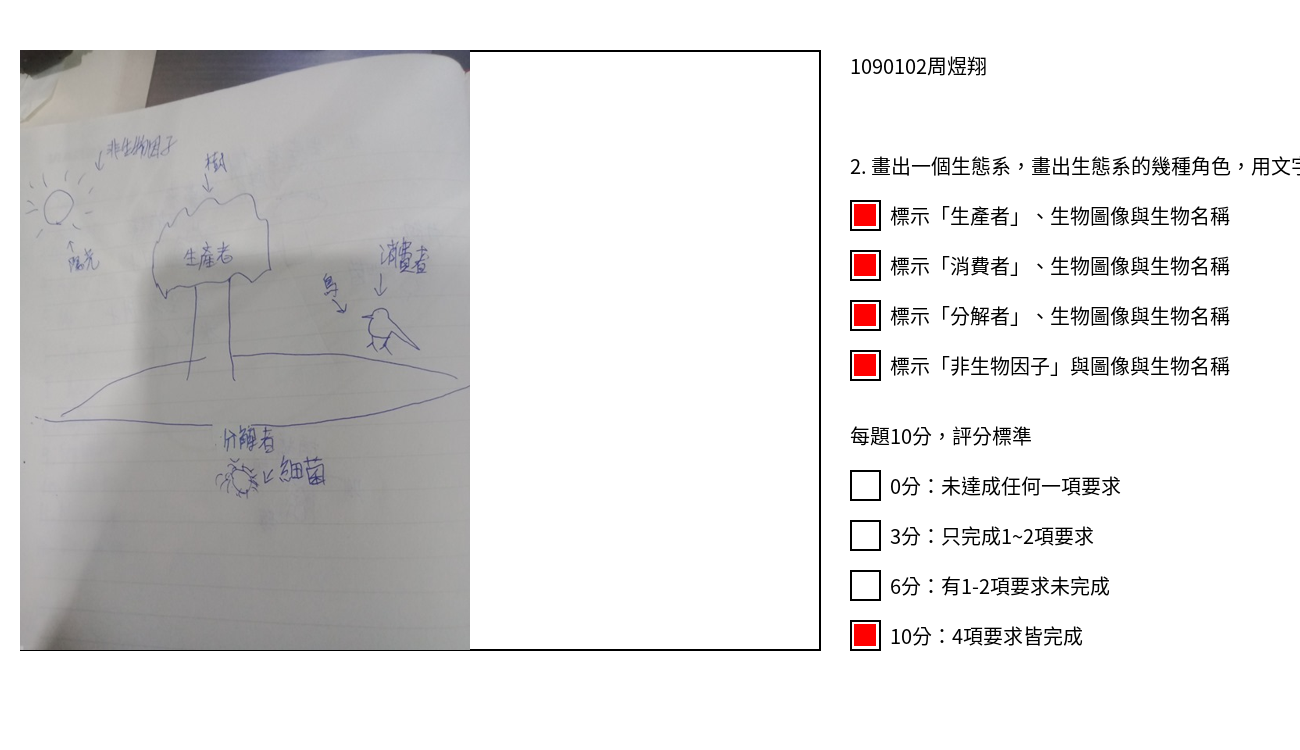 非生物因子
樹
陽光
生產者
消費者
鳥
分解者
細菌
1090102周煜翔
2. 畫出一個生態系，畫出生態系的幾種角色，用文字
標示「生產者」、生物圖像與生物名稱
標示「消費者」、生物圖像與生物名稱
標示「分解者」、生物圖像與生物名稱
標示「非生物因子」與圖像與生物名稱
每題10分，評分標準
0分：未達成任何一項要求
3分：只完成1~2項要求
6分：有1-2項要求未完成
10分：4項要求皆完成